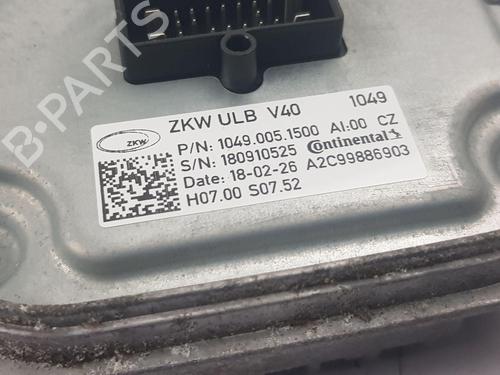 B-PARTS
ZKW ULB V40 1049
ZKW
P/N: 1049.005.1500 AI:00 CZ
S/N: 180910525 Continental
Date: 18-02-26 A2C99886903
H07.00 S07.52